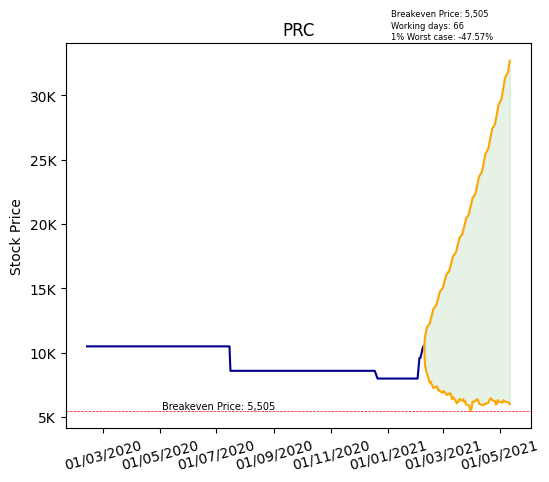 Breakeven Price: 5,505
Working days: 66
1% Worst case: -47.57%
PRC
Stock Price
30K
25K
20K
15K
10K
5K
Breakeven Price: 5,505
01/03/2020
01/05/2020
01/07/2020
01/09/2020
01/11/2020
01/01/2021
01/03/2021
01/05/2021